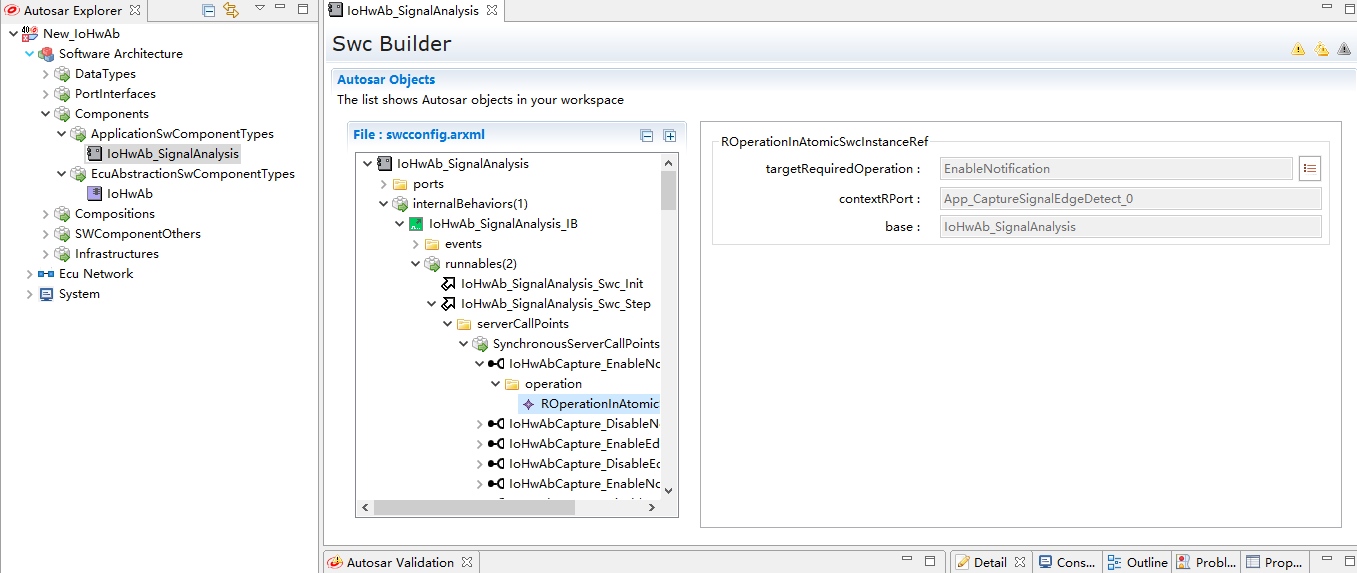 Autosar Explorer
New_IoHwAb
Software Architecture
DataTypes
PortInterfaces
Components
ApplicationSwComponentTypes
IoHwAb_SignalAnalysis
EcuAbstractionSwComponentTypes
IoHwAb
Compositions
SWComponentOthers
Infrastructures
Ecu Network
System
IoHwAb_SignalAnalysis
Swc Builder
Autosar Objects
The list shows Autosar objects in your workspace
File : swcconfig.arxml
IoHwAb_SignalAnalysis
ports
internalBehaviors(1)
IoHwAb_SignalAnalysis_IB
events
runnables(2)
IoHwAb_SignalAnalysis_Swc_Init
IoHwAb_SignalAnalysis_Swc_Step
serverCallPoints
SynchronousServerCallPoints
IoHwAbCapture_EnableNo
operation
ROperationInAtomic
IoHwAbCapture_DisableN
IoHwAbCapture_EnableEd
IoHwAbCapture_DisableEd
IoHwAbCapture_EnableNo
ROperationInAtomicSwcInstanceRef
targetRequiredOperation : EnableNotification
contextRPort : App_CaptureSignalEdgeDetect_0
base : IoHwAb_SignalAnalysis
Autosar Validation
Detail Cons... Outline Probl... Prop...